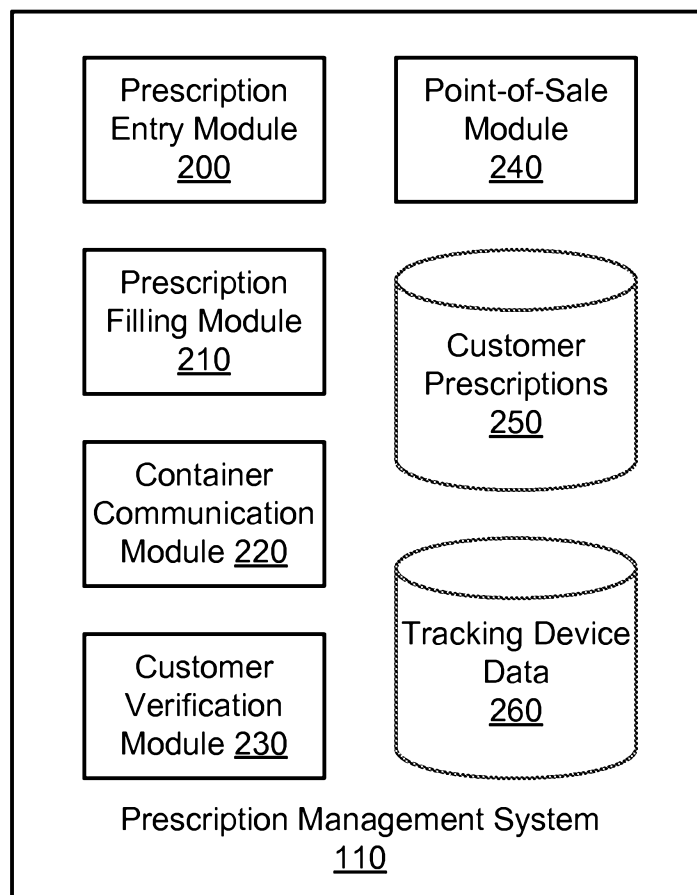 Prescription
Entry Module
200
Point-of-Sale
Module
240
Prescription
Filling Module
210
Customer
Prescriptions
250
Container
Communication
Module 220
Tracking Device
Data
260
Customer
Verification
Module 230
Prescription Management System
110